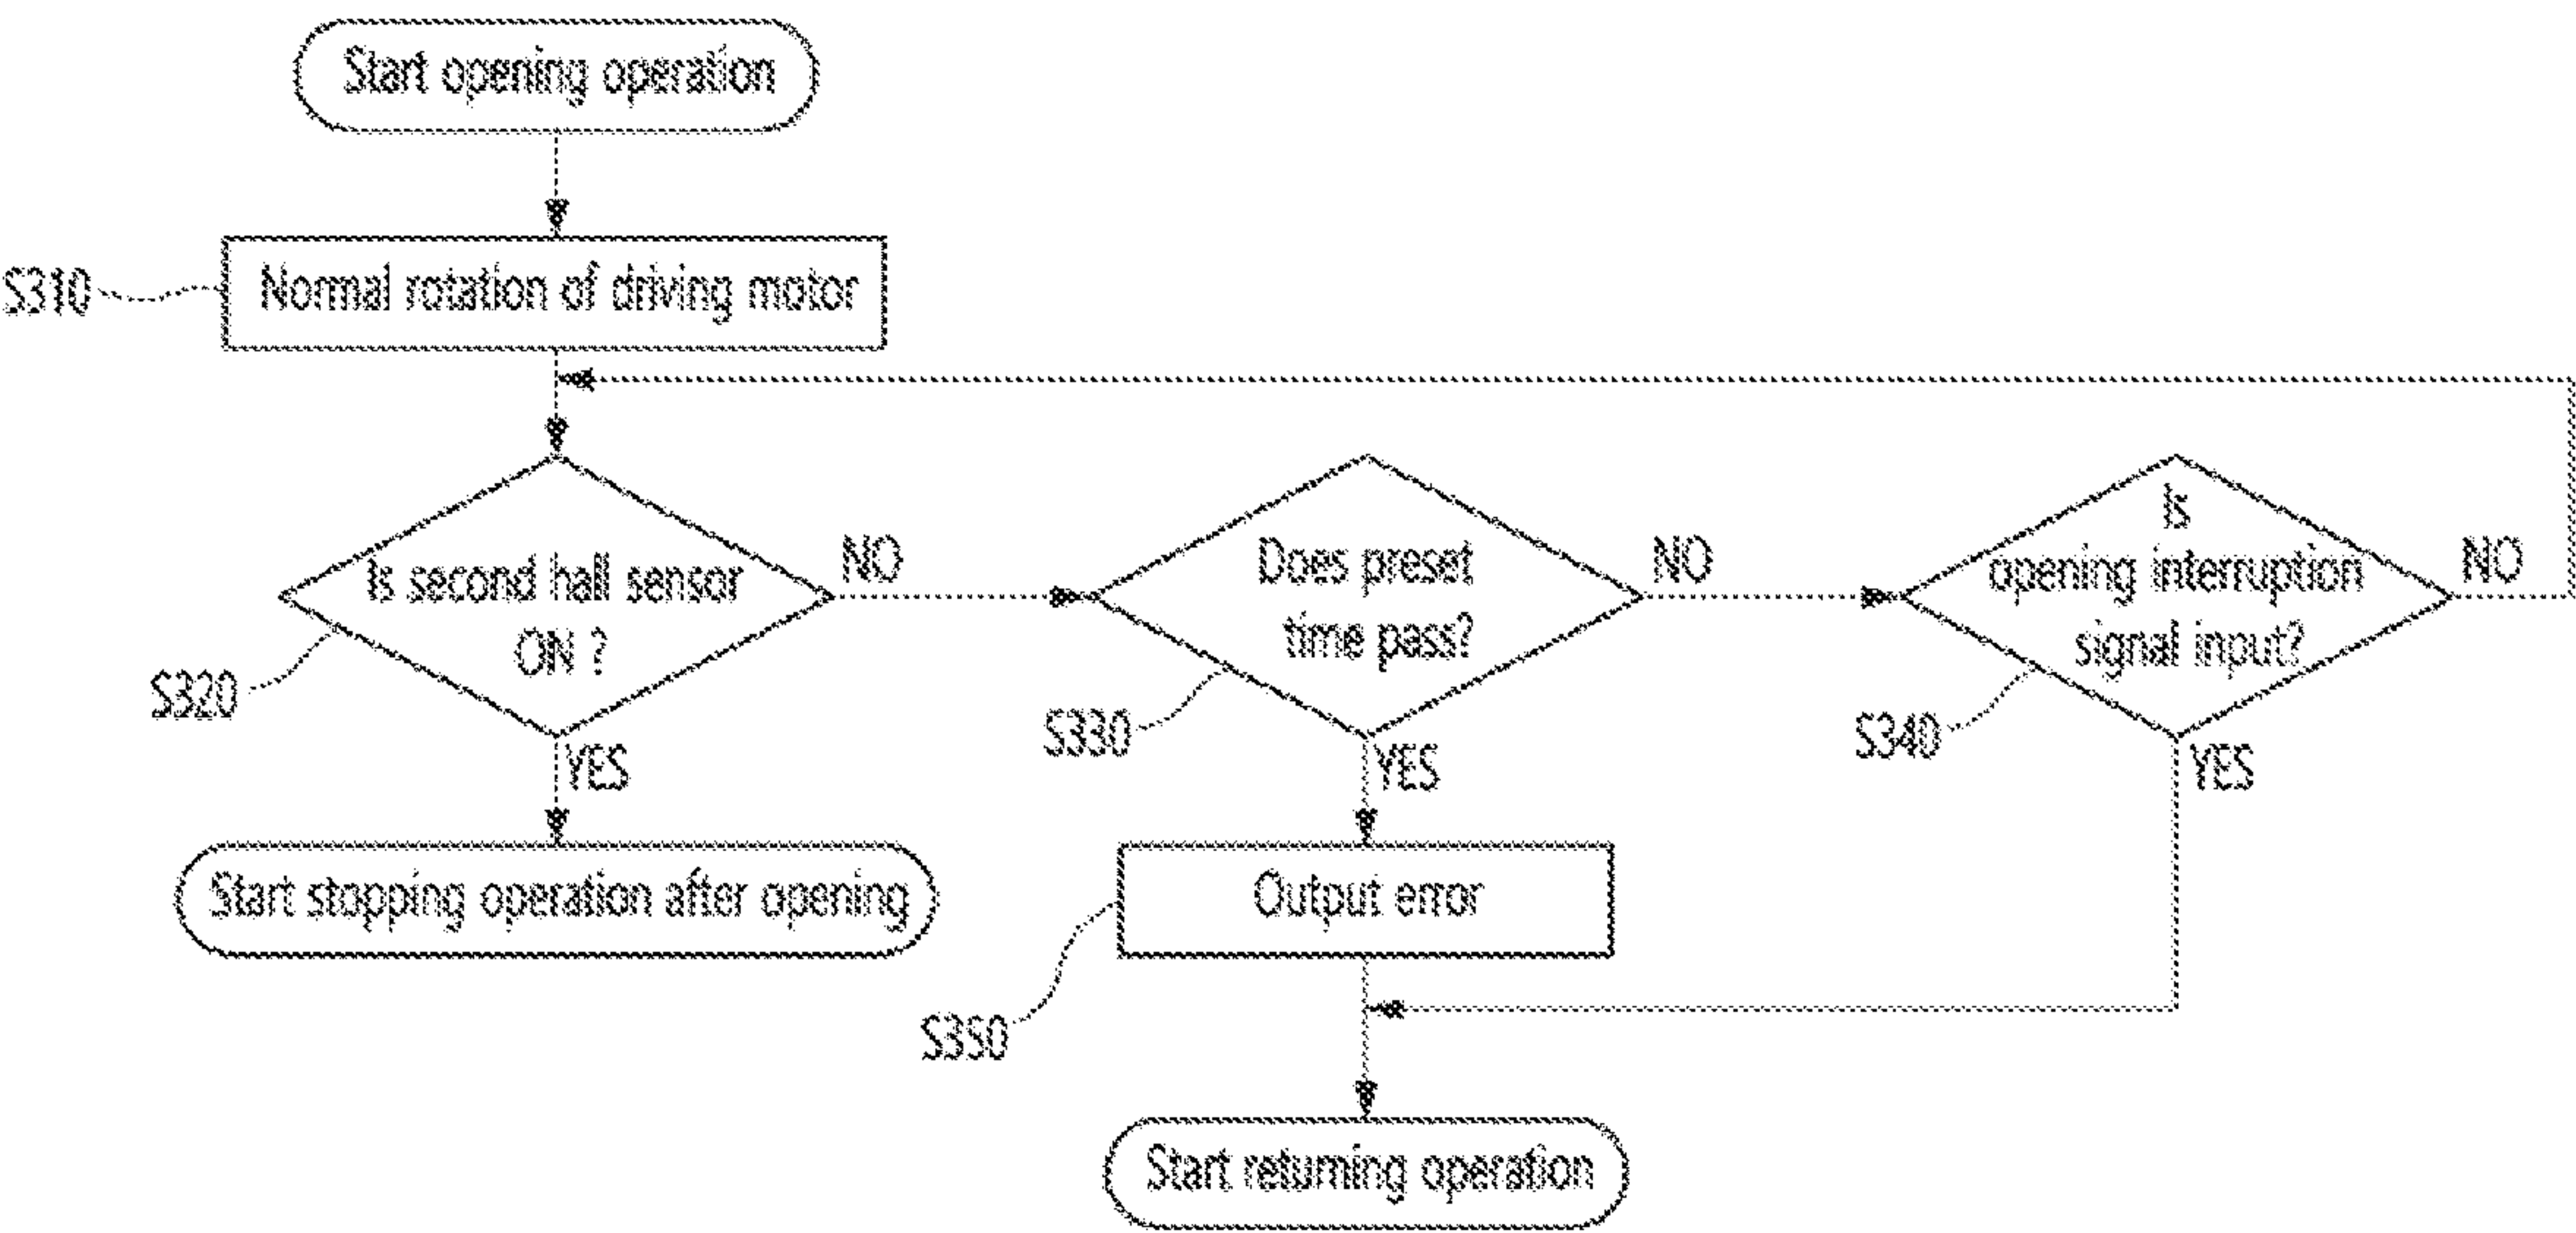 Start opening operation
S310
Normal rotation of driving motor
Is second hall sensor
ON ?
S320
NO
YES
Does preset
time pass?
S330
NO
YES
Is
opening interruption
signal input?
S340
NO
YES
Start stopping operation after opening
Output error
S350
Start returning operation